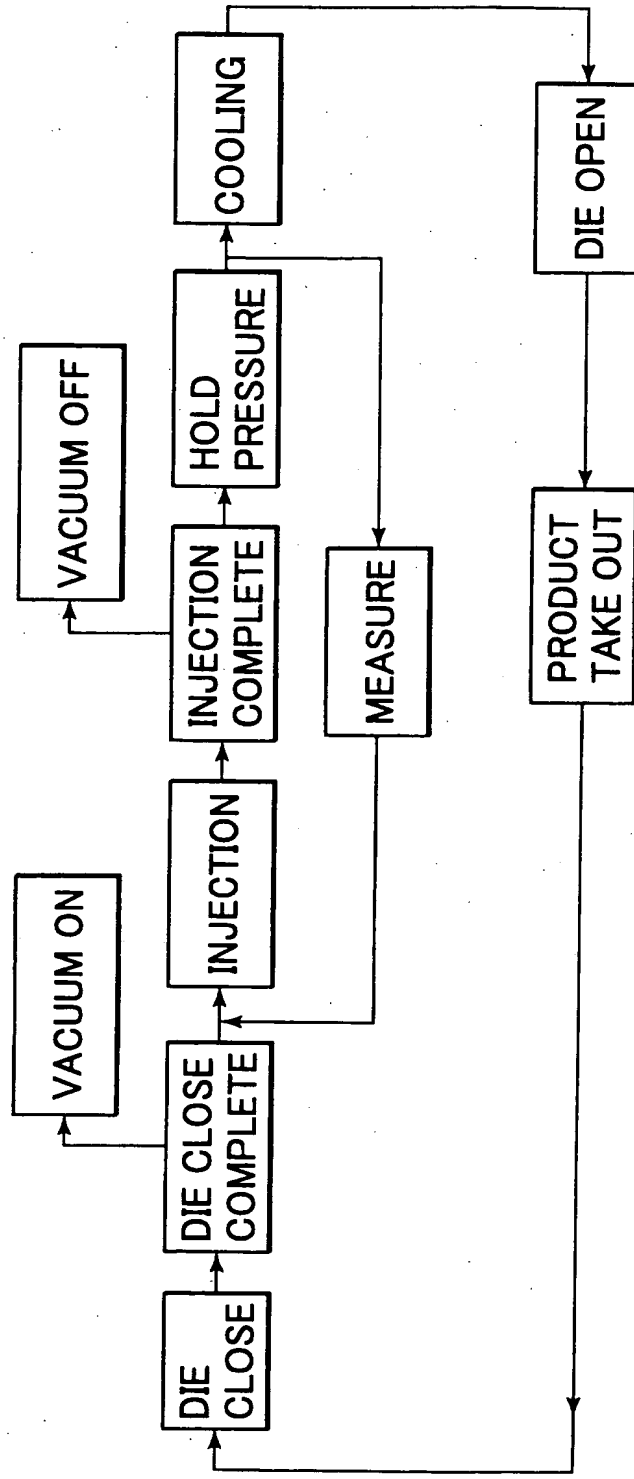 VACUUM ON
VACUUM OFF
DIE
CLOSE
DIE CLOSE
COMPLETE
INJECTION
INJECTION
COMPLETE
HOLD
PRESSURE
COOLING
MEASURE
PRODUCT
TAKE OUT
DIE OPEN